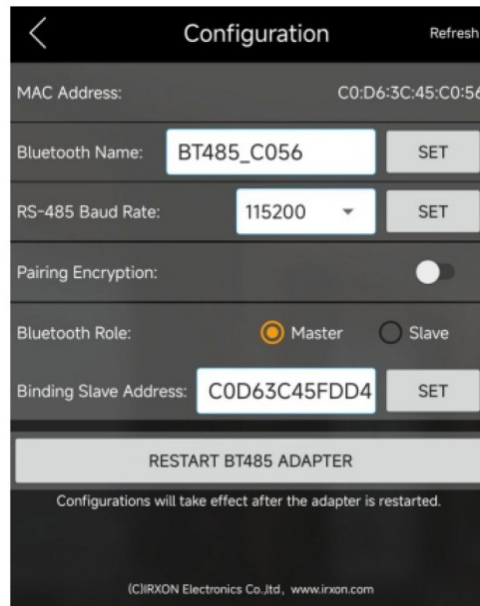 Configuration Refresh
MAC Address: C0:D6:3C:45:C0:56
Bluetooth Name: BT485_C056 SET
RS-485 Baud Rate: 115200 SET
Pairing Encryption:
Bluetooth Role: Master Slave
Binding Slave Address: C0D63C45FDD4 SET
RESTART BT485 ADAPTER
Configurations will take effect after the adapter is restarted.
(C)IRXON Electronics Co.,ltd, www.irxon.com